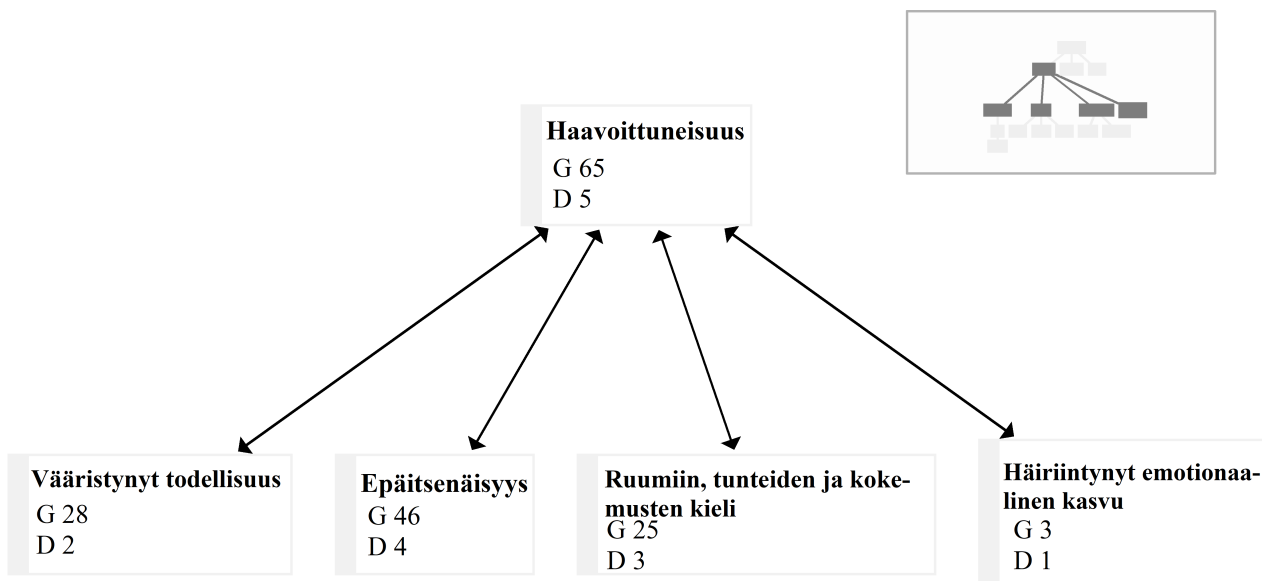 Haavoittuneisuus
G 65
D 5
Vääristynyt todellisuus
G 28
D 2
Epäitsenäisyys
G 46
D 4
Ruumiin, tunteiden ja koke-
musten kieli
G 25
D 3
Häiriintynyt emotionaa-
linen kasvu
G 3
D 1